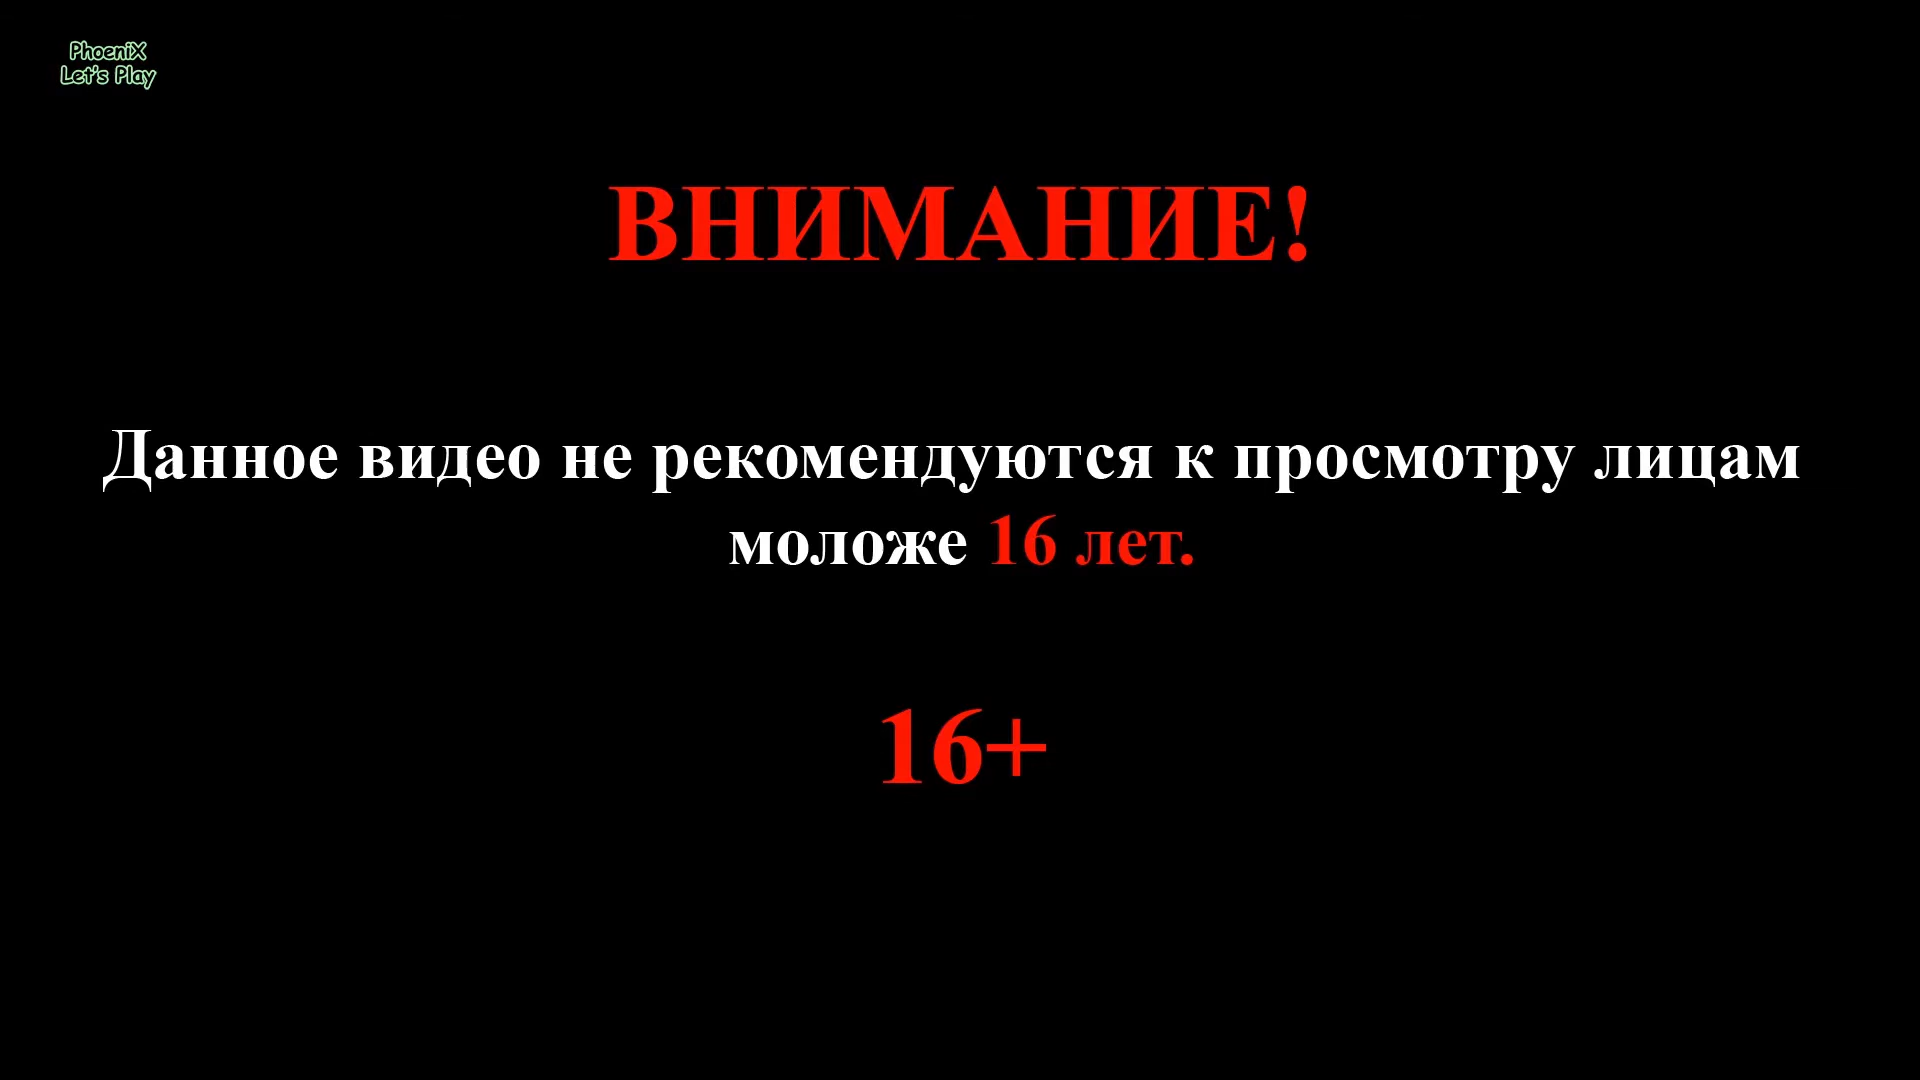 PhoeniX
Let's Play
ВНИМАНИЕ!
Данное видео не рекомендуются к просмотру лицам
моложе 16 лет.
16+